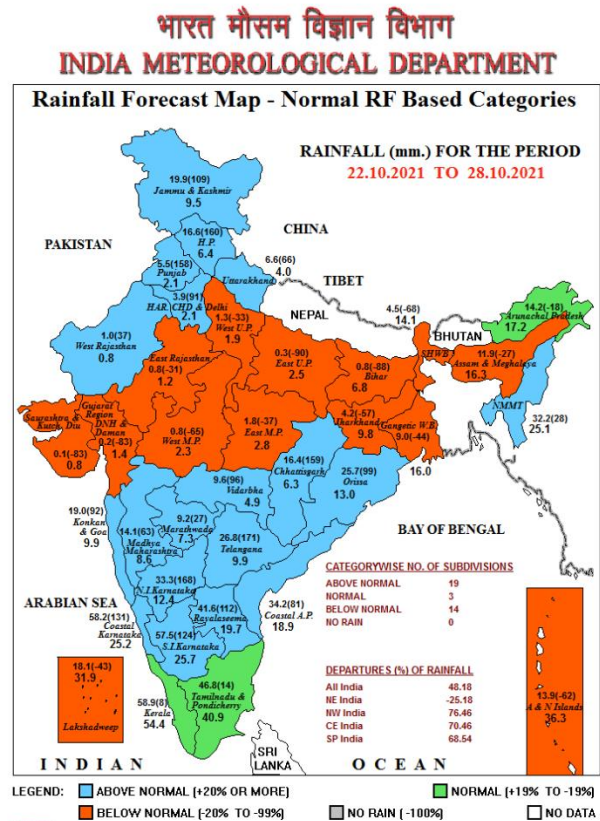 भारत मौसम विज्ञान विभाग
INDIA METEOROLOGICAL DEPARTMENT
Rainfall Forecast Map - Normal RF Based Categories
RAINFALL (mm.) FOR THE PERIOD
22.10.2021 TO 28.10.2021
19.9(109)
Jammu & Kashmir
9.5
CHINA
16.6(160)
H.P.
6.4
PAKISTAN
5.5(158)
Punjab
2.1
6.6(66)
Uttarakhand
4.0
TIBET
3.9(91)
HAR. CHD & Delhi
2.1
NEPAL
1.3(-33)
West U.P.
1.9
4.5(-68)
14.1
14.2(-18)
Arunachal Pradesh
17.2
BHUTAN
1.0(37)
West Rajasthan
0.8
East Rajasthan
0.8(-31)
1.2
0.3(-90)
East U.P.
2.5
0.8(-88)
Bihar
6.8
SHWB
11.9(-27)
Assam & Meghalaya
16.3
NMMT
32.2(28)
25.1
Saurashtra &
Kutch, Diu
0.1(-83)
0.8
Gujarat
Region
DNH &
Daman
0.2(-83)
1.4
0.8(-65)
West M.P.
2.3
1.8(-37)
East M.P.
2.8
4.2(-57)
Jharkhand
9.8
Gangetic W.B.
9.0(-44)
16.0
16.4(159)
Chhattisgarh
6.3
25.7(99)
Orissa
13.0
9.6(96)
Vidarbha
4.9
19.0(92)
Konkan
& Goa
9.9
14.1(63)
Madhya
Maharashtra
8.6
9.2(27)
Marathwada
7.3
26.8(171)
Telangana
9.9
BAY OF BENGAL
33.3(168)
N.I.Karnataka
12.4
ARABIAN SEA
58.2(131)
Coastal
Karnataka
25.2
41.6(112)
Rayalaseema
19.7
34.2(81)
Coastal A.P.
18.9
57.5(124)
S.I.Karnataka
25.7
CATEGORYWISE NO. OF SUBDIVISIONS
ABOVE NORMAL 19
NORMAL 3
BELOW NORMAL 14
NO RAIN 0
DEPARTURES (%) OF RAINFALL
All India 48.18
NE India -25.18
NW India 76.46
CE India 70.46
SP India 68.54
18.1(-43)
31.9
Lakshadweep
58.9(8)
Kerala
54.4
46.8(14)
Tamilnadu &
Pondicherry
40.9
13.9(-62)
A & N Islands
36.3
SRI
LANKA
INDIAN OCEAN
LEGEND: ABOVE NORMAL (+20% OR MORE) NORMAL (+19% TO -19%)
BELOW NORMAL (-20% TO -99%) NO RAIN (-100%) NO DATA